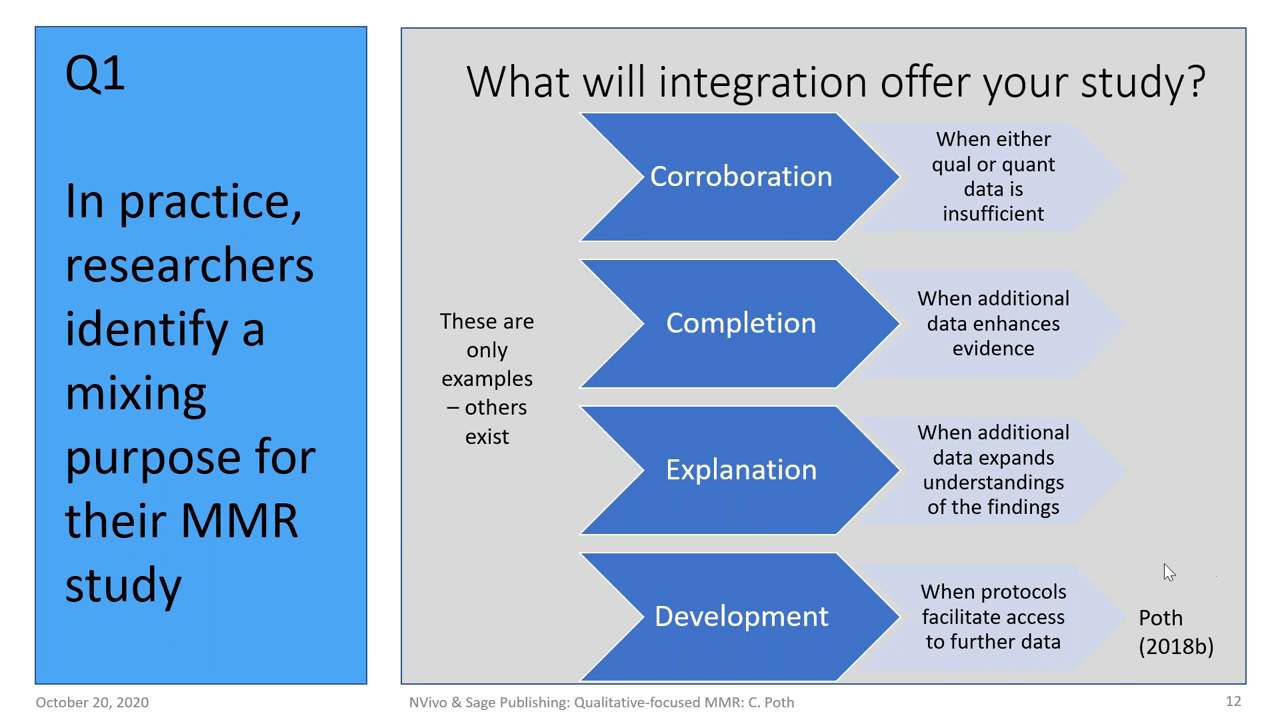 Q1
In practice,
researchers
identify a
mixing
purpose for
their MMR
study
What will integration offer your study?
These are
only
examples
– others
exist
Corroboration
When either
qual or quant
data is
insufficient
Completion
When additional
data enhances
evidence
Explanation
When additional
data expands
understandings
of the findings
Development
When protocols
facilitate access
to further data
Poth
(2018b)
October 20, 2020
NVivo & Sage Publishing: Qualitative-focused MMR: C. Poth
12